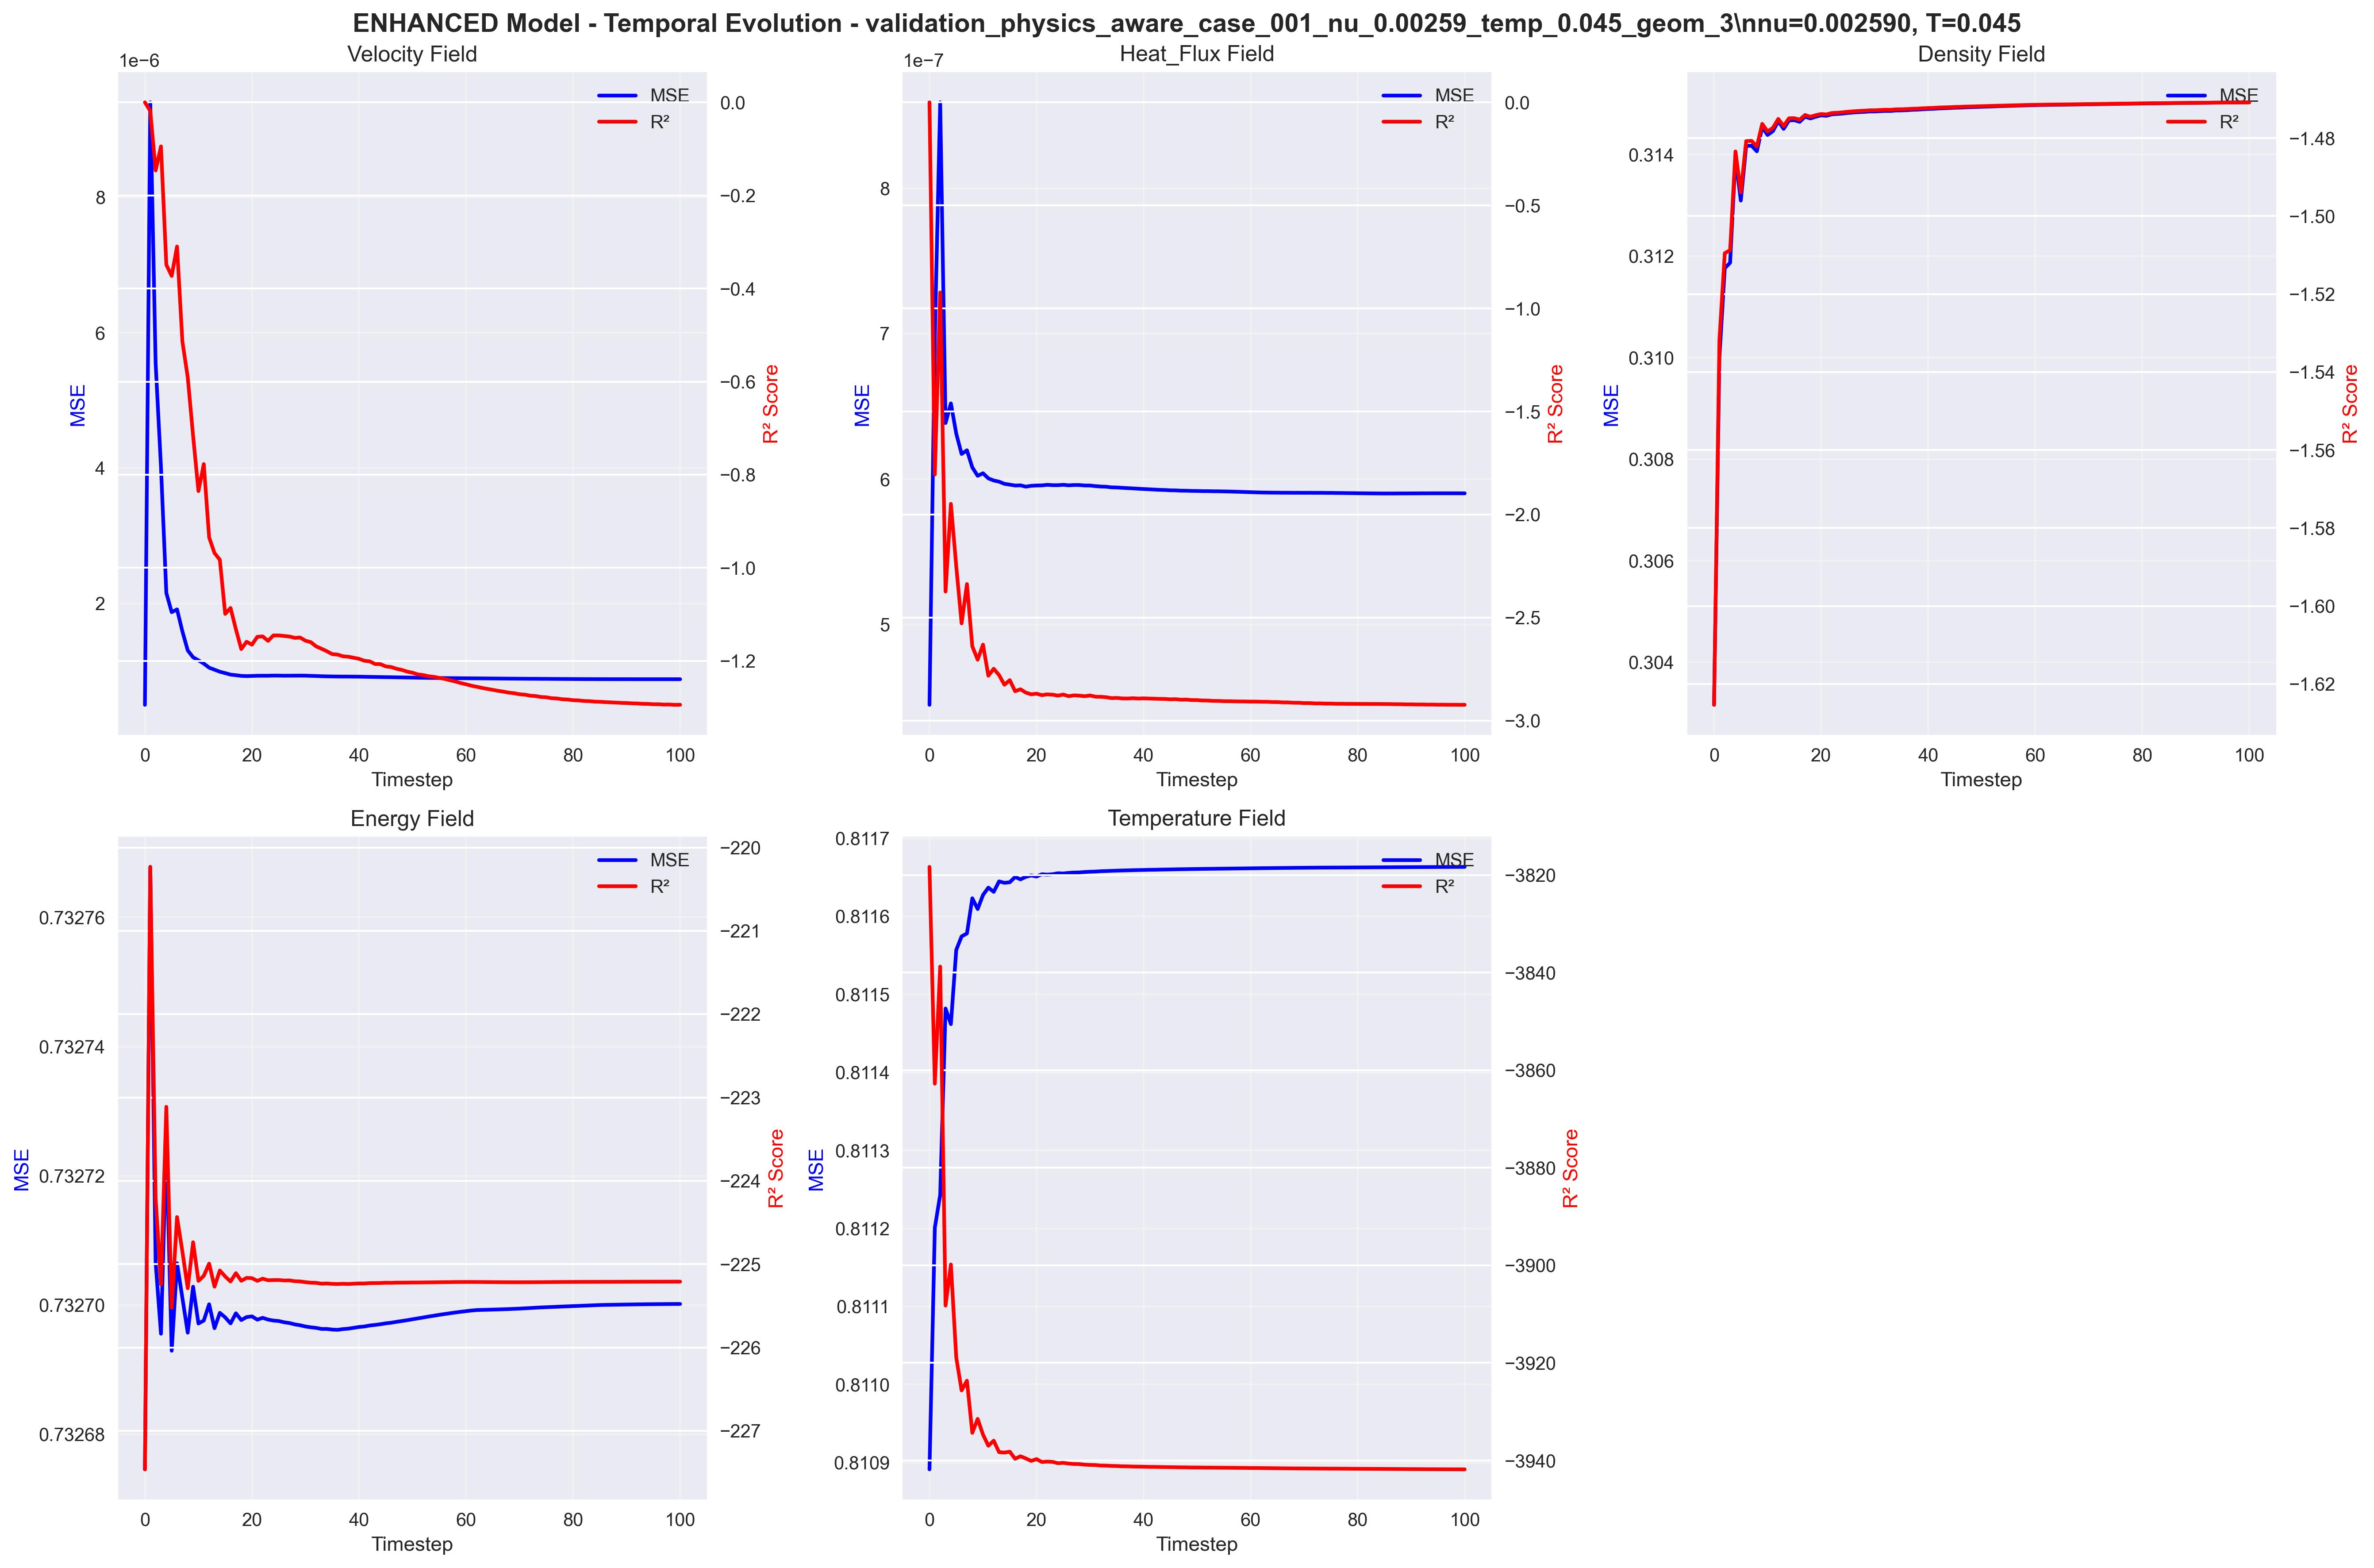 ENHANCED Model - Temporal Evolution - validation_physics_aware_case_001_nu_0.00259_temp_0.045_geom_3\nnu=0.002590, T=0.045
Velocity Field
1e−6
MSE
R²
8
6
4
2
MSE
0.0
−0.2
−0.4
−0.6
−0.8
−1.0
−1.2
R² Score
0 20 40 60 80 100
Timestep
Heat_Flux Field
1e−7
MSE
R²
8
7
6
5
MSE
0.0
−0.5
−1.0
−1.5
−2.0
−2.5
−3.0
R² Score
0 20 40 60 80 100
Timestep
Density Field
MSE
R²
0.314
0.312
0.310
0.308
0.306
0.304
MSE
−1.48
−1.50
−1.52
−1.54
−1.56
−1.58
−1.60
−1.62
R² Score
0 20 40 60 80 100
Timestep
Energy Field
MSE
R²
0.73276
0.73274
0.73272
0.73270
0.73268
MSE
−220
−221
−222
−223
−224
−225
−226
−227
R² Score
0 20 40 60 80 100
Timestep
Temperature Field
MSE
R²
0.8117
0.8116
0.8115
0.8114
0.8113
0.8112
0.8111
0.8110
0.8109
MSE
−3820
−3840
−3860
−3880
−3900
−3920
−3940
R² Score
0 20 40 60 80 100
Timestep